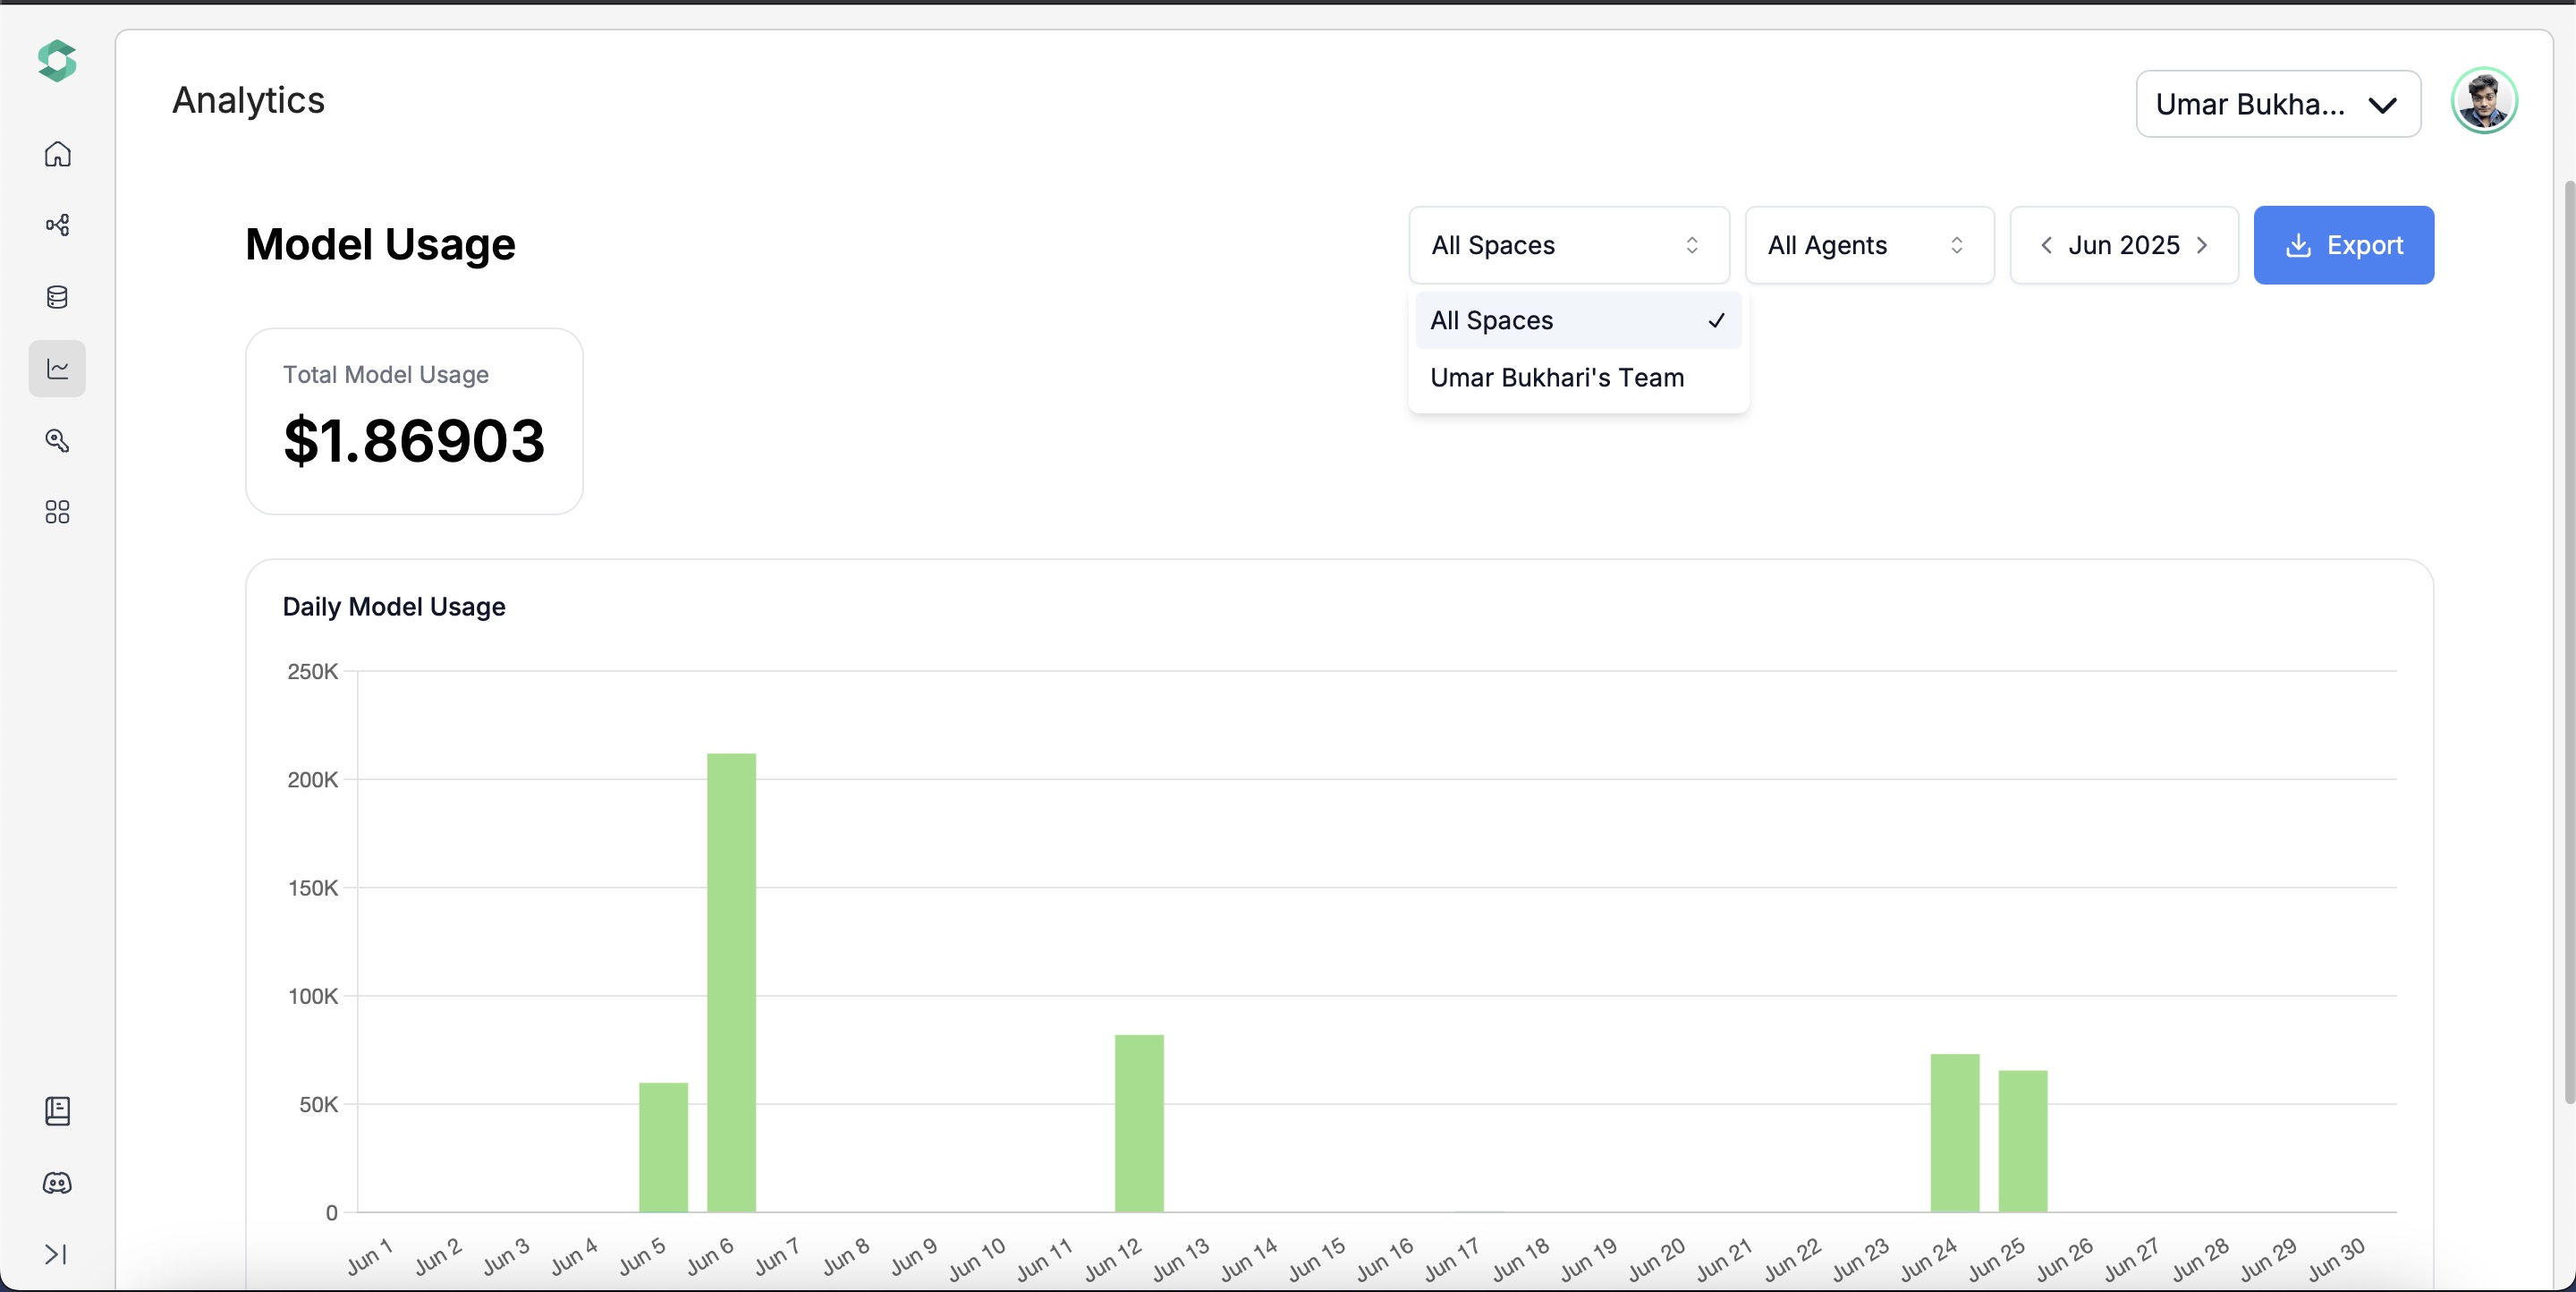 Analytics
Umar Bukha...
Model Usage
All Spaces
All Agents
Jun 2025
Export
All Spaces
Umar Bukhari's Team
Total Model Usage
$1.86903
Daily Model Usage
250K
200K
150K
100K
50K
0
Jun 1 Jun 2 Jun 3 Jun 4 Jun 5 Jun 6 Jun 7 Jun 8 Jun 9 Jun 10 Jun 11 Jun 12 Jun 13 Jun 14 Jun 15 Jun 16 Jun 17 Jun 18 Jun 19 Jun 20 Jun 21 Jun 22 Jun 23 Jun 24 Jun 25 Jun 26 Jun 27 Jun 28 Jun 29 Jun 30